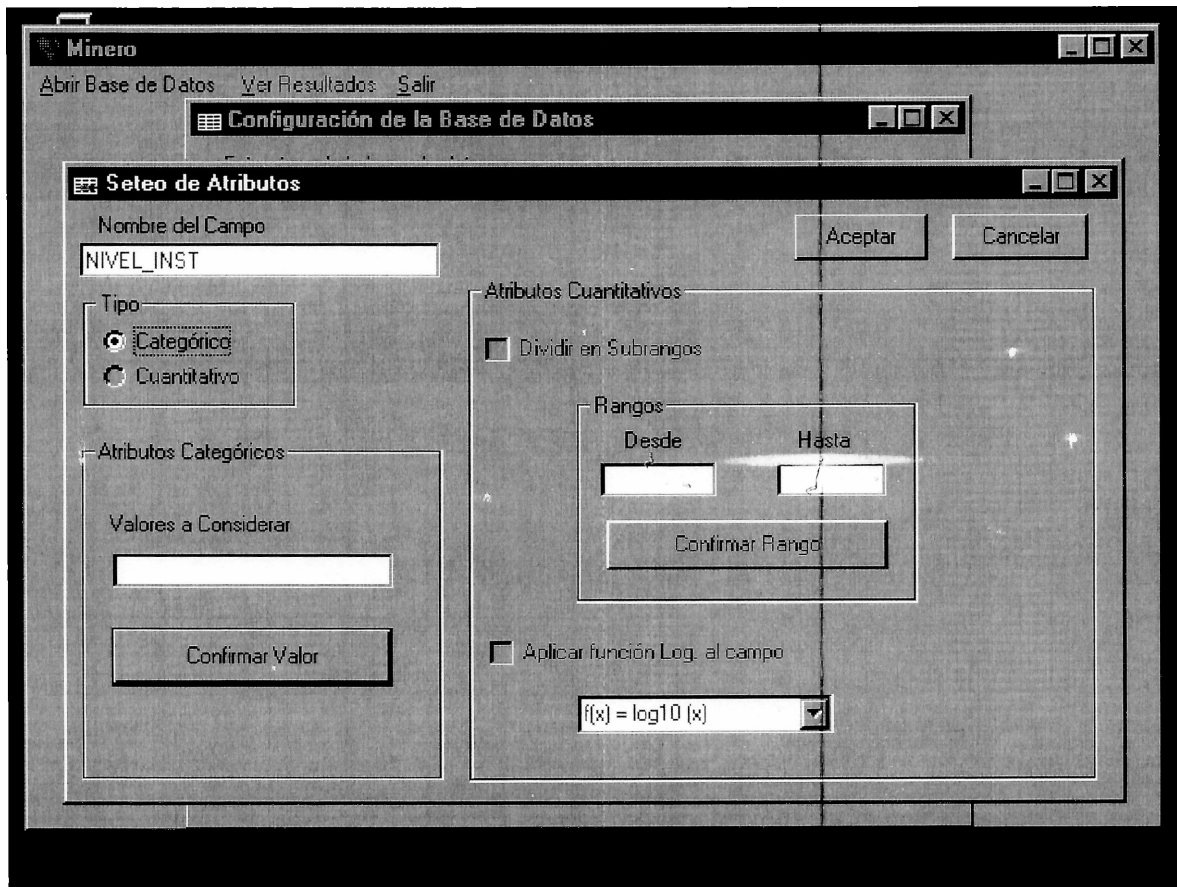 Minero
Abrir Base de Datos Ver Resultados Salir
Configuración de la Base de Datos
Seteo de Atributos
Nombre del Campo
NIVEL_INST
Aceptar
Cancelar
Tipo
Categórico
Cuantitativo
Atributos Categóricos
Valores a Considerar
Confirmar Valor
Atributos Cuantitativos
Dividir en Subrangos
Rangos
Desde Hasta
Confirmar Rango
Aplicar función Log. al campo
f(x) = log10 (x)